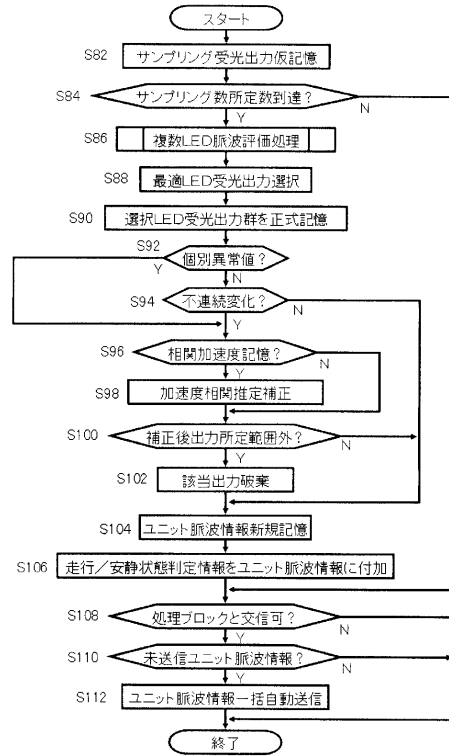 スタート
S82 サンプリング受光出力仮記憶
S84 サンプリング数所定数到達? N
Y
S86 複数LED脈波評価処理
S88 最適LED受光出力選択
S90 選択LED受光出力群を正式記憶
S92
Y 個別異常値?
N
S94 不連続変化? N
Y
S96 相関加速度記憶? N
Y
S98 加速度相関推定補正
S100 補正後出力所定範囲外? N
Y
S102 該当出力破棄
S104 ユニット脈波情報新規記憶
S106 走行/安静状態判定情報をユニット脈波情報に付加
S108 処理ブロックと交信可? N
Y
S110 未送信ユニット脈波情報? N
Y
S112 ユニット脈波情報一括自動送信
終了